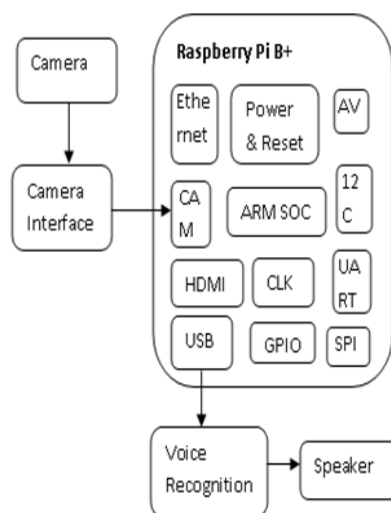 Camera
Camera
Interface
Raspberry Pi B+
Ethe
rnet
Power
& Reset
AV
CA
M
ARM SOC
12
C
HDMI
CLK
UA
RT
USB
GPIO
SPI
Voice
Recognition
Speaker